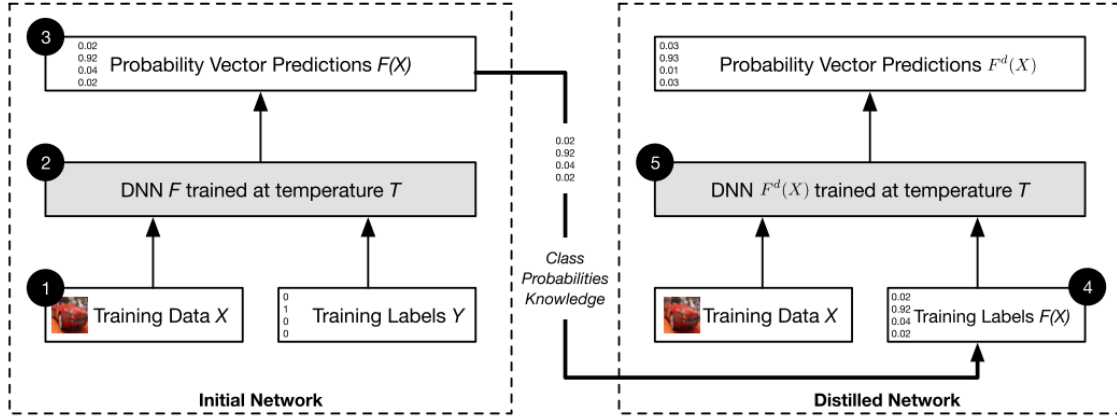 3
0.02
0.92
0.04
0.02
Probability Vector Predictions F(X)
2
DNN F trained at temperature T
1
Training Data X
0
1
0
0
Training Labels Y
Initial Network
0.02
0.92
0.04
0.02
Class
Probabilities
Knowledge
0.03
0.93
0.01
0.03
Probability Vector Predictions F^d(X)
5
DNN F^d(X) trained at temperature T
Training Data X
4
0.02
0.92
0.04
0.02
Training Labels F(X)
Distilled Network